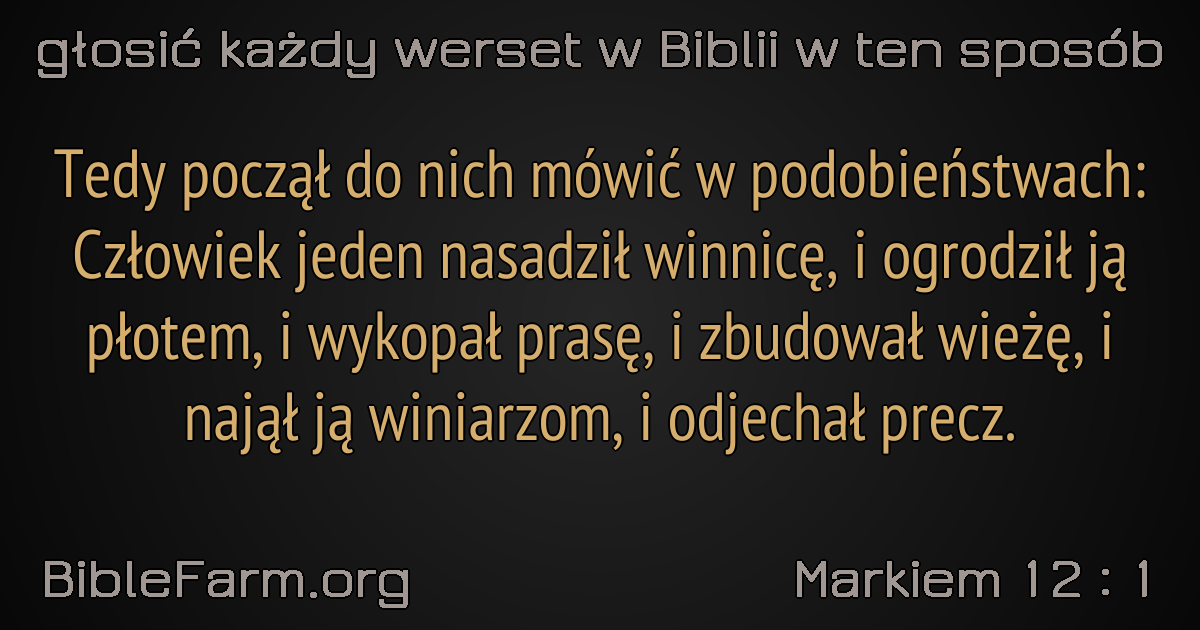 głosić każdy werset w Biblii w ten sposób
Tedy począł do nich mówić w podobieństwach:
Człowiek jeden nasadził winnicę, i ogrodził ją
płotem, i wykopał prasę, i zbudował wieżę, i
najął ją winiarzom, i odjechał precz.
BibleFarm.org
Markiem 12 : 1